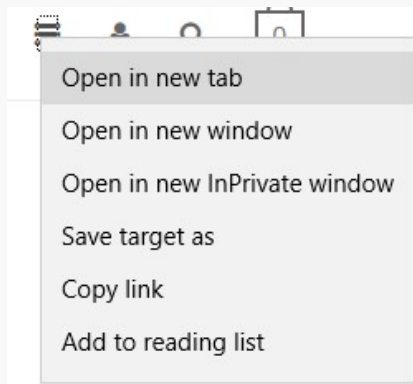 0
Open in new tab
Open in new window
Open in new InPrivate window
Save target as
Copy link
Add to reading list